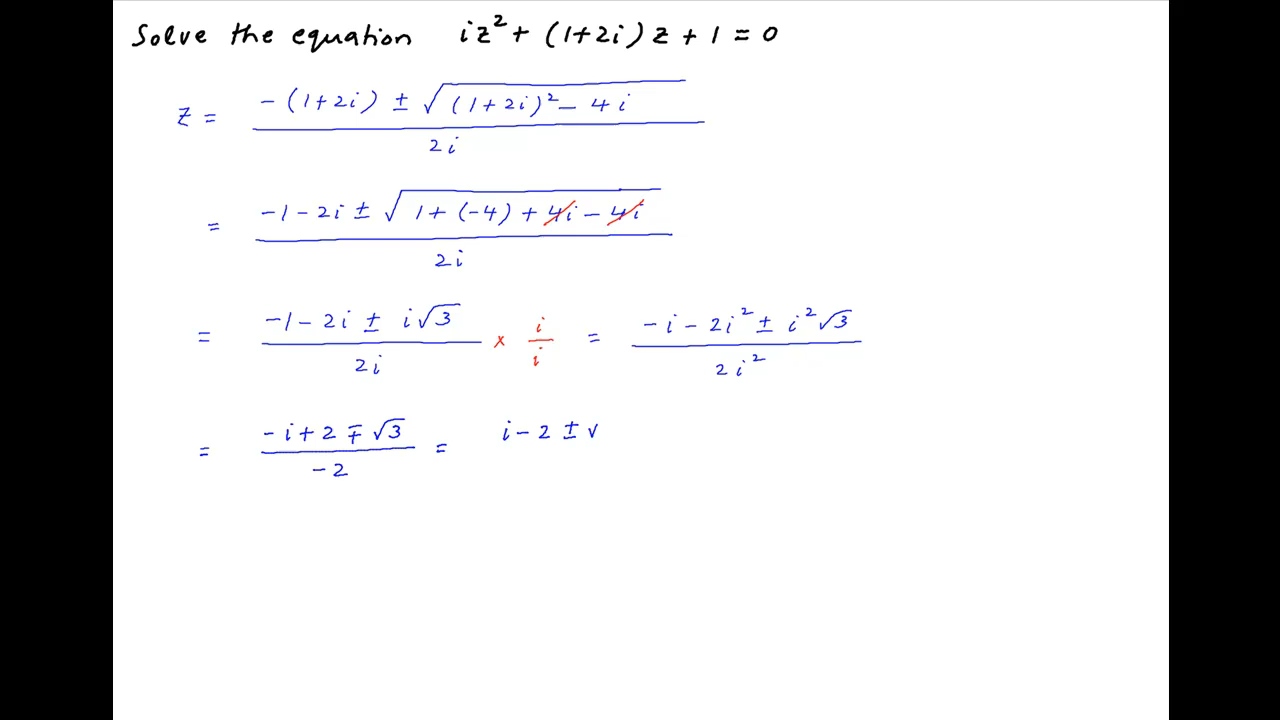 Solve the equation iz² + (1+2i) z + 1 = 0
z = (-(1+2i) ± √((1+2i)² - 4i)) / 2i
= (-1-2i ± √(1+(-4)+4i-4i)) / 2i
= (-1-2i ± i√3) / 2i × i/i = (-i-2i² ± i²√3) / 2i²
= (-i+2 ∓ √3) / -2 = i-2 ± √